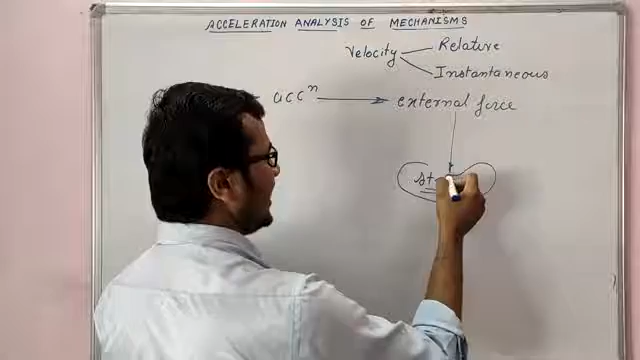 ACCELERATION ANALYSIS OF MECHANISMS
Velocity
Relative
Instantaneous
accⁿ
external force